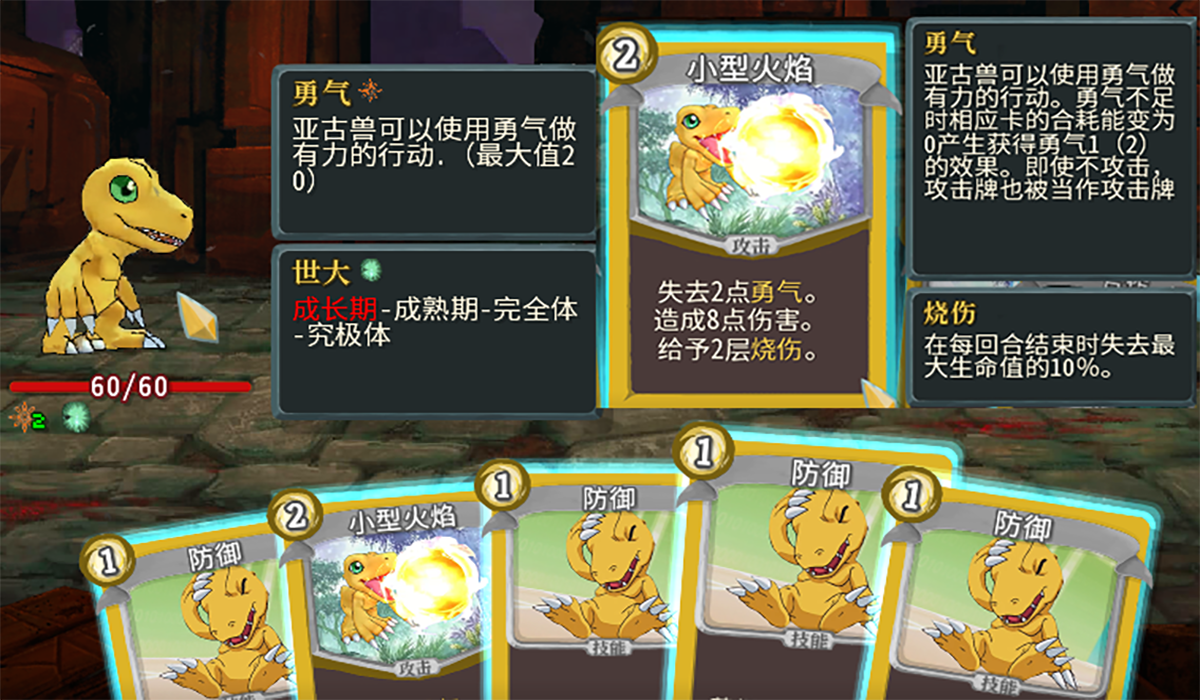 勇气
亚古兽可以使用勇气做
有力的行动．（最大值2
0）
世大
成长期-成熟期-完全体
-究极体
60/60
2
2
小型火焰
攻击
失去2点勇气。
造成8点伤害。
给予2层烧伤。
勇气
亚古兽可以使用勇气做
有力的行动。勇气不足
时相应卡的合耗能变为
0产生获得勇气1（2）
的效果。即使不攻击，
攻击牌也被当作攻击牌
烧伤
在每回合结束时失去最
大生命值的10%。
1
防御
2
小型火焰
攻击
1
防御
技能
1
防御
技能
1
防御
技能